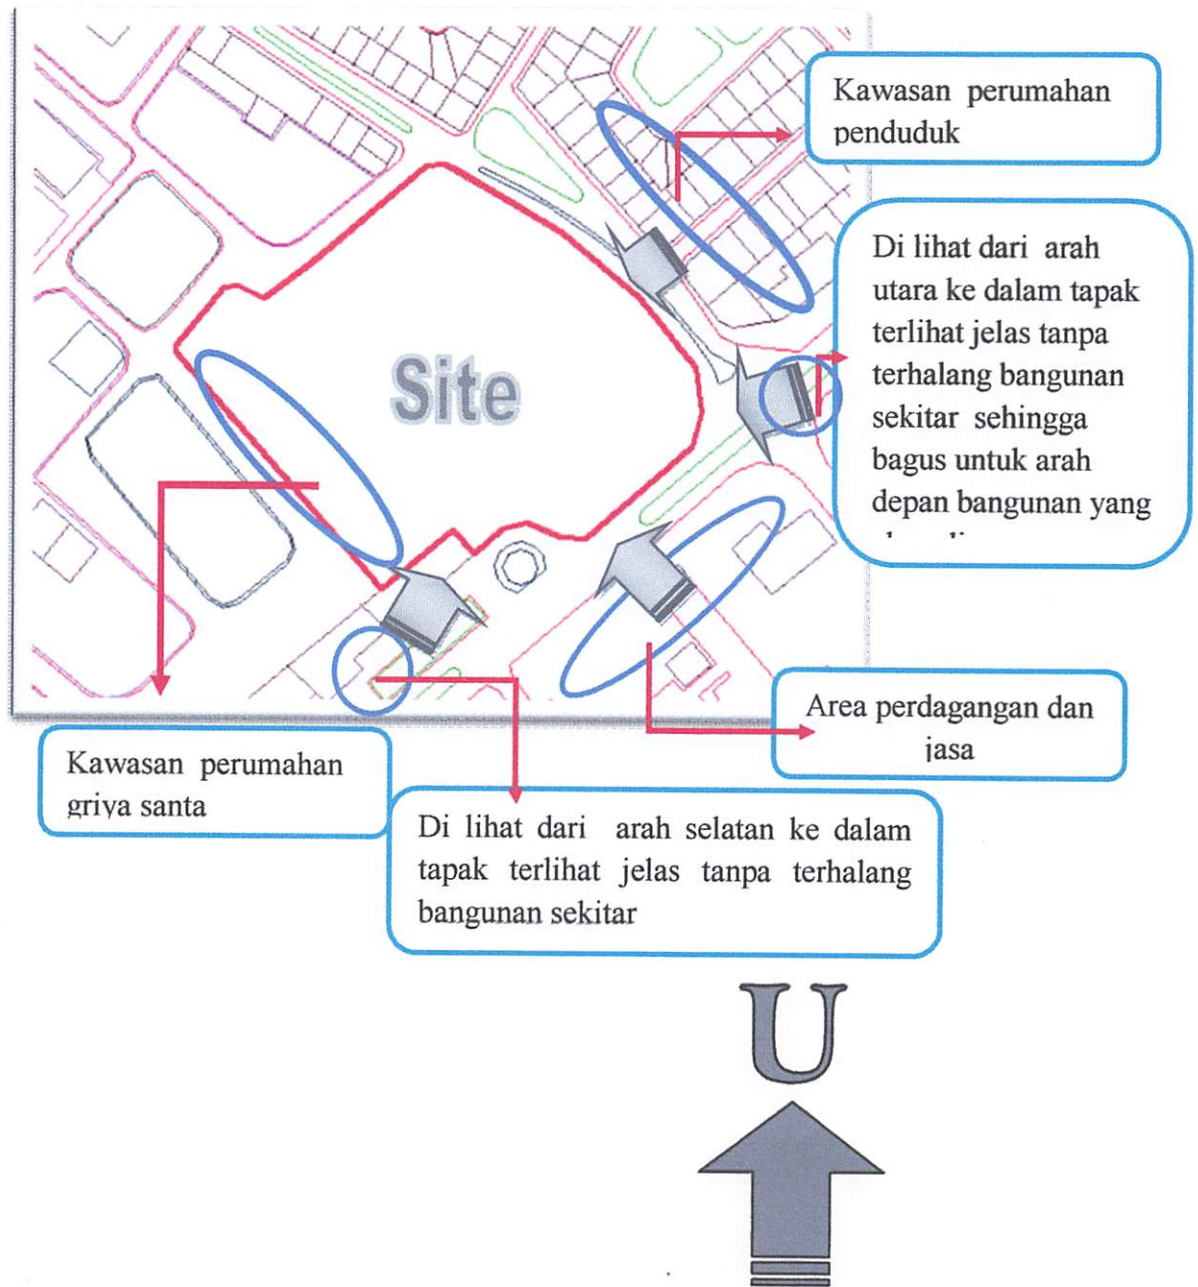 Kawasan perumahan
penduduk
Di lihat dari arah
utara ke dalam tapak
terlihat jelas tanpa
terhalang bangunan
sekitar sehingga
bagus untuk arah
depan bangunan yang
Site
Area perdagangan dan
jasa
Kawasan perumahan
griya santa
Di lihat dari arah selatan ke dalam
tapak terlihat jelas tanpa terhalang
bangunan sekitar
U